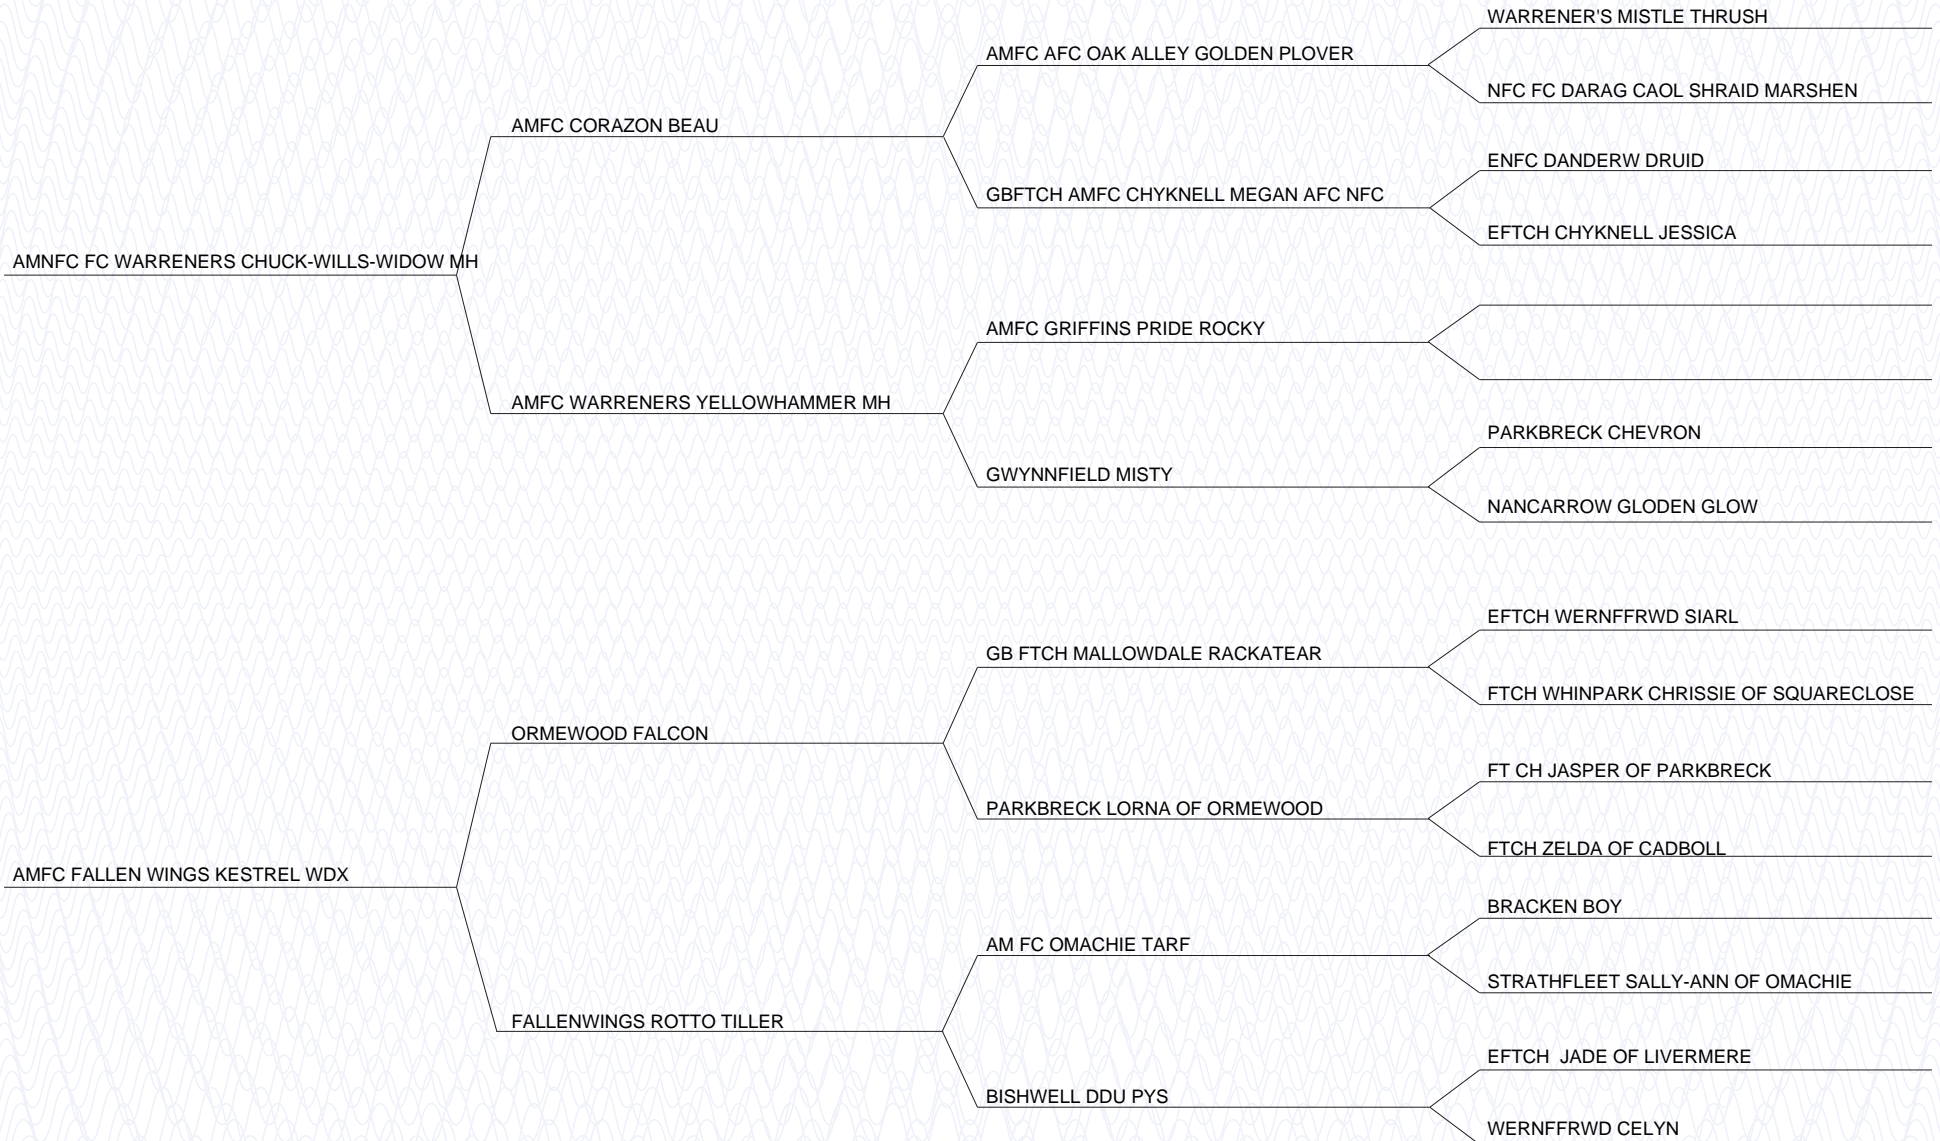 WARRENER'S MISTLE THRUSH
AMFC AFC OAK ALLEY GOLDEN PLOVER
NFC FC DARAG CAOL SHRAID MARSHEN
AMFC CORAZON BEAU
ENFC DANDERW DRUID
GBFTCH AMFC CHYKNELL MEGAN AFC NFC
EFTCH CHYKNELL JESSICA
AMNFC FC WARRENERS CHUCK-WILLS-WIDOW MH
AMFC GRIFFINS PRIDE ROCKY
AMFC WARRENERS YELLOWHAMMER MH
PARKBRECK CHEVRON
GWYNNFIELD MISTY
NANCARROW GLODEN GLOW
EFTCH WERNFFRWD SIARL
GB FTCH MALLOWDALE RACKATEAR
FTCH WHINPARK CHRISSIE OF SQUARECLOSE
ORMEWOOD FALCON
FT CH JASPER OF PARKBRECK
PARKBRECK LORNA OF ORMEWOOD
FTCH ZELDA OF CADBOLL
AMFC FALLEN WINGS KESTREL WDX
BRACKEN BOY
AM FC OMACHIE TARF
STRATHFLEET SALLY-ANN OF OMACHIE
FALLENWINGS ROTTO TILLER
EFTCH  JADE OF LIVERMERE
BISHWELL DDU PYS
WERNFFRWD CELYN